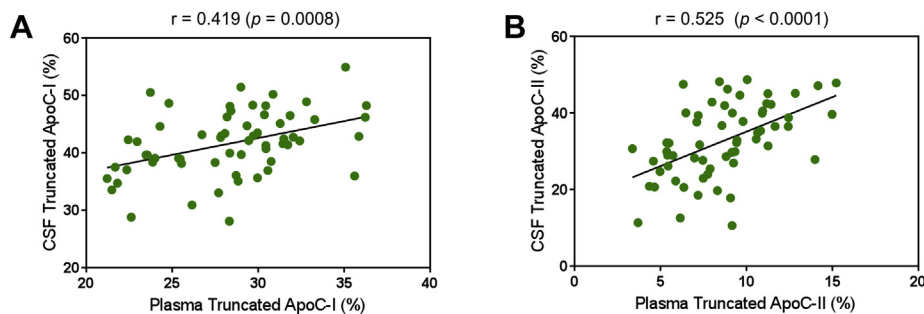 A
r = 0.419 (p = 0.0008)
CSF Truncated ApoC-I (%)
60
50
40
30
20
20
25
30
35
40
Plasma Truncated ApoC-I (%)
B
r = 0.525 (p < 0.0001)
CSF Truncated ApoC-II (%)
60
40
20
0
0
5
10
15
20
Plasma Truncated ApoC-II (%)